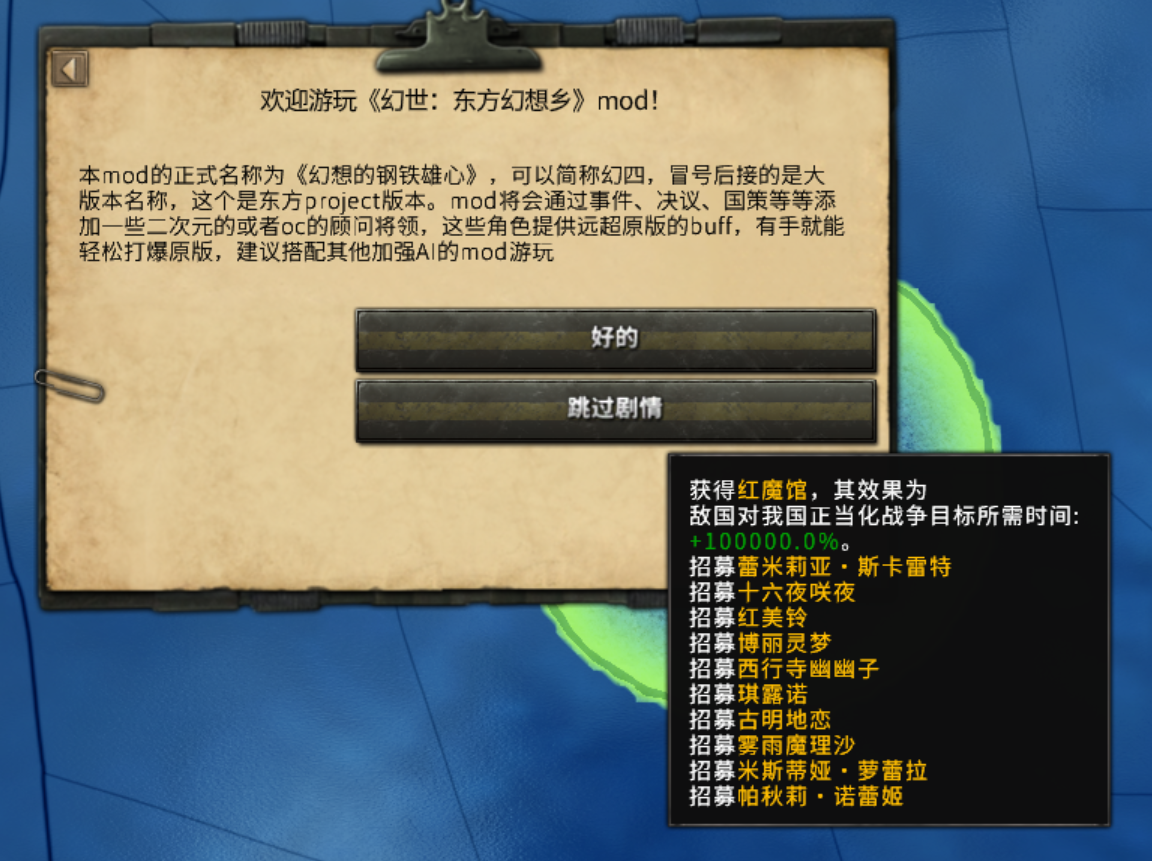 欢迎游玩《幻世：东方幻想乡》mod！
本mod的正式名称为《幻想的钢铁雄心》，可以简称幻四，冒号后接的是大
版本名称，这个是东方project版本。mod将会通过事件、决议、国策等等添
加一些二次元的或者oc的顾问将领，这些角色提供远超原版的buff，有手就能
轻松打爆原版，建议搭配其他加强AI的mod游玩
好的
跳过剧情
获得红魔馆，其效果为
敌国对我国正当化战争目标所需时间:
+100000.0%。
招募蕾米莉亚·斯卡雷特
招募十六夜咲夜
招募红美铃
招募博丽灵梦
招募西行寺幽幽子
招募琪露诺
招募古明地恋
招募雾雨魔理沙
招募米斯蒂娅·萝蕾拉
招募帕秋莉·诺蕾姬